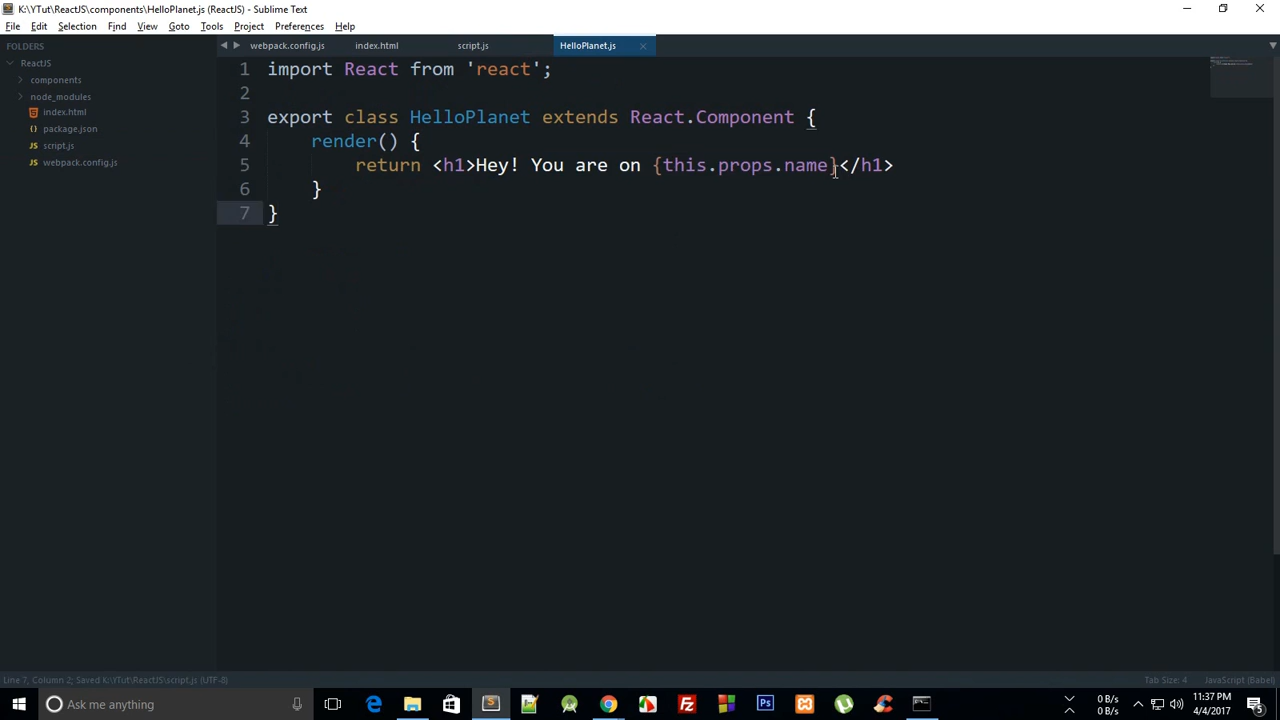 K:\YTut\ReactJS\components\HelloPlanet.js (ReactJS) - Sublime Text
File Edit Selection Find View Goto Tools Project Preferences Help
FOLDERS
ReactJS
components
node_modules
index.html
package.json
script.js
webpack.config.js
webpack.config.js index.html script.js HelloPlanet.js
1 import React from 'react';
2
3 export class HelloPlanet extends React.Component {
4 render() {
5 return <h1>Hey! You are on {this.props.name}</h1>
6 }
7 }
Line 7, Column 2; Saved K:\YTut\ReactJS\script.js (UTF-8) Tab Size: 4 JavaScript (Babel)
Ask me anything
0 B/s
0 B/s
11:37 PM
4/4/2017
5